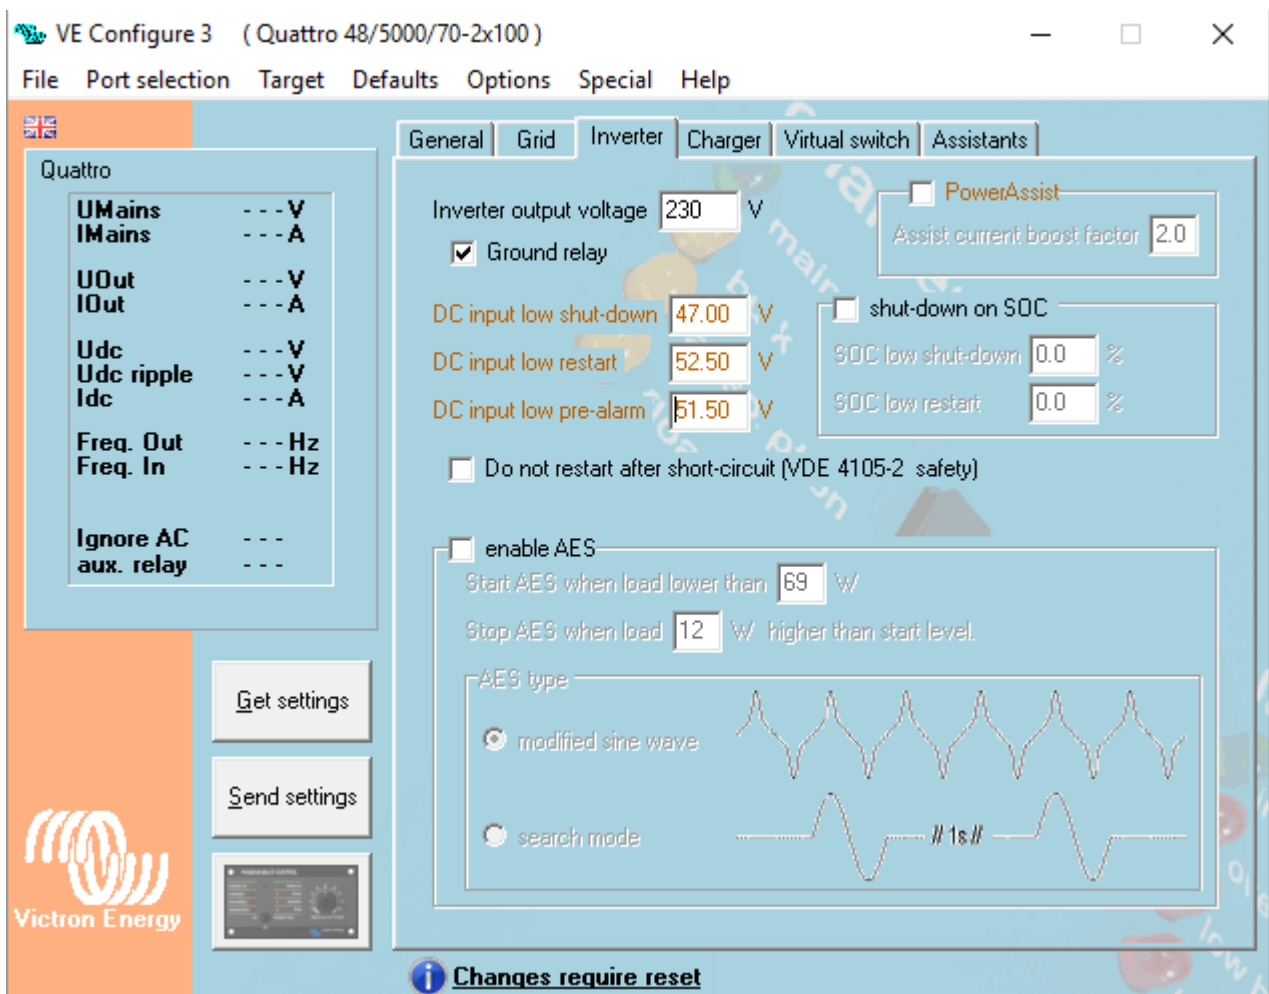 VE Configure 3 ( Quattro 48/5000/70-2x100 )
File Port selection Target Defaults Options Special Help
General Grid Inverter Charger Virtual switch Assistants
Quattro
UMains - - - V
IMains - - - A
UOut - - - V
IOut - - - A
Udc - - - V
Udc ripple - - - V
Idc - - - A
Freq. Out - - - Hz
Freq. In - - - Hz
Ignore AC - - -
aux. relay - - -
Get settings
Send settings
Victron Energy
Inverter output voltage 230 V
Ground relay
PowerAssist
Assist current boost factor 2.0
DC input low shut-down 47.00 V
DC input low restart 52.50 V
DC input low pre-alarm 51.50 V
shut-down on SOC
SOC low shut-down 0.0 %
SOC low restart 0.0 %
Do not restart after short-circuit (VDE 4105-2 safety)
enable AES
Start AES when load lower than 69 W
Stop AES when load 12 W higher than start level.
AES type
modified sine wave
search mode
// 1s //
Changes require reset